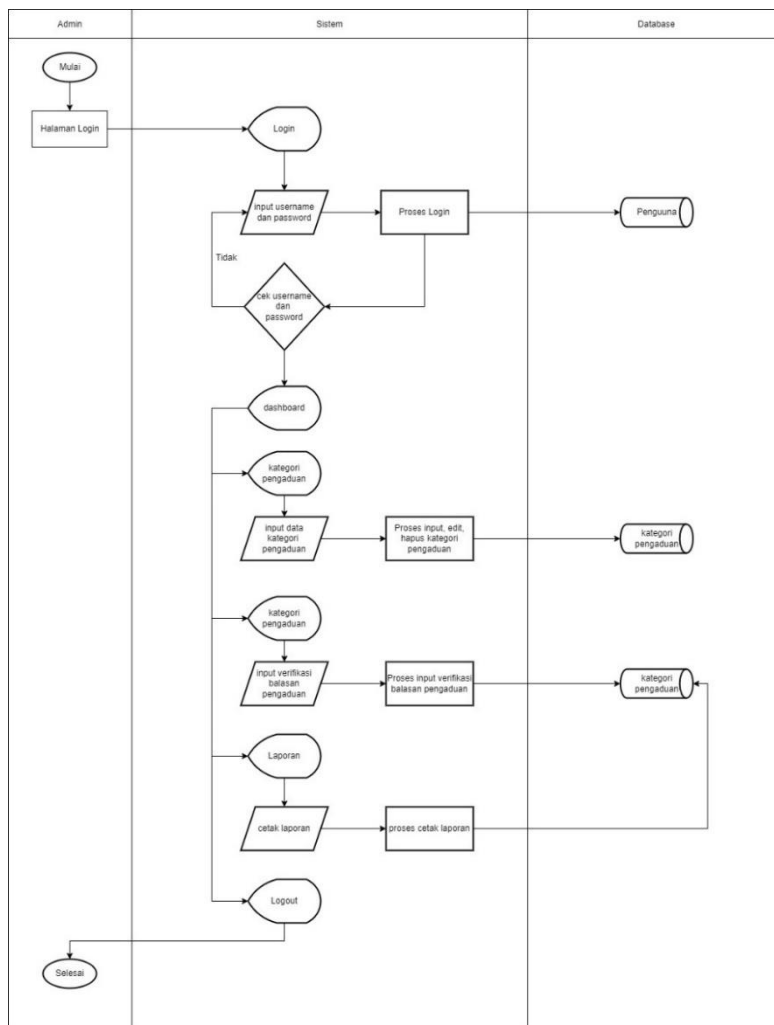 Admin
Sistem
Database
Mulai
Halaman Login
Login
input username
dan password
Proses Login
Penguuna
Tidak
cek username
dan
password
dashboard
kategori
pengaduan
input data
kategori
pengaduan
Proses input, edit,
hapus kategori
pengaduan
kategori
pengaduan
kategori
pengaduan
input verifikasi
balasan
pengaduan
Proses input verifikasi
balasan pengaduan
kategori
pengaduan
Laporan
cetak laporan
proses cetak laporan
Logout
Selesai